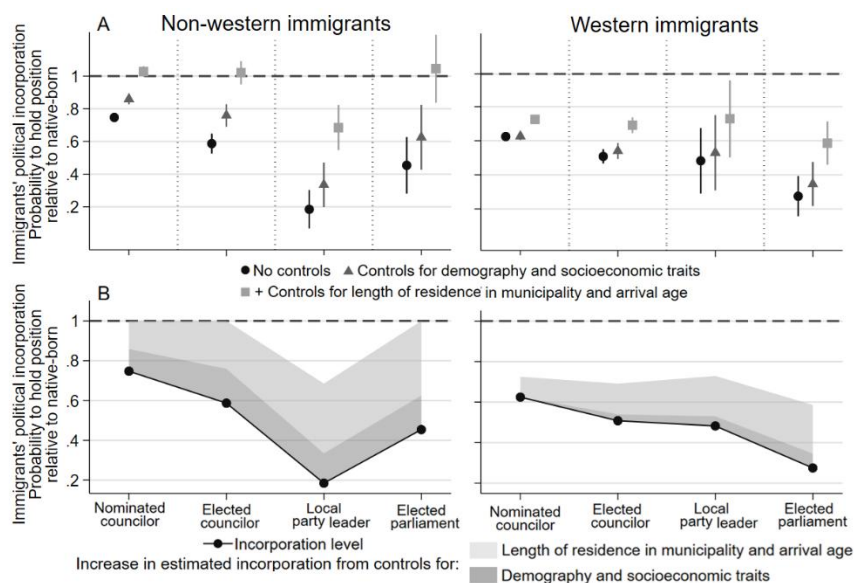 A
Non-western immigrants
Western immigrants
Immigrants' political incorporation
Probability to hold position
relative to native-born
1
.8
.6
.4
.2
No controls
Controls for demography and socioeconomic traits
+ Controls for length of residence in municipality and arrival age
B
Immigrants' political incorporation
Probability to hold position
relative to native-born
1
.8
.6
.4
.2
Nominated
councilor
Elected
councilor
Local
party leader
Elected
parliament
Nominated
councilor
Elected
councilor
Local
party leader
Elected
parliament
Incorporation level
Increase in estimated incorporation from controls for:
Length of residence in municipality and arrival age
Demography and socioeconomic traits